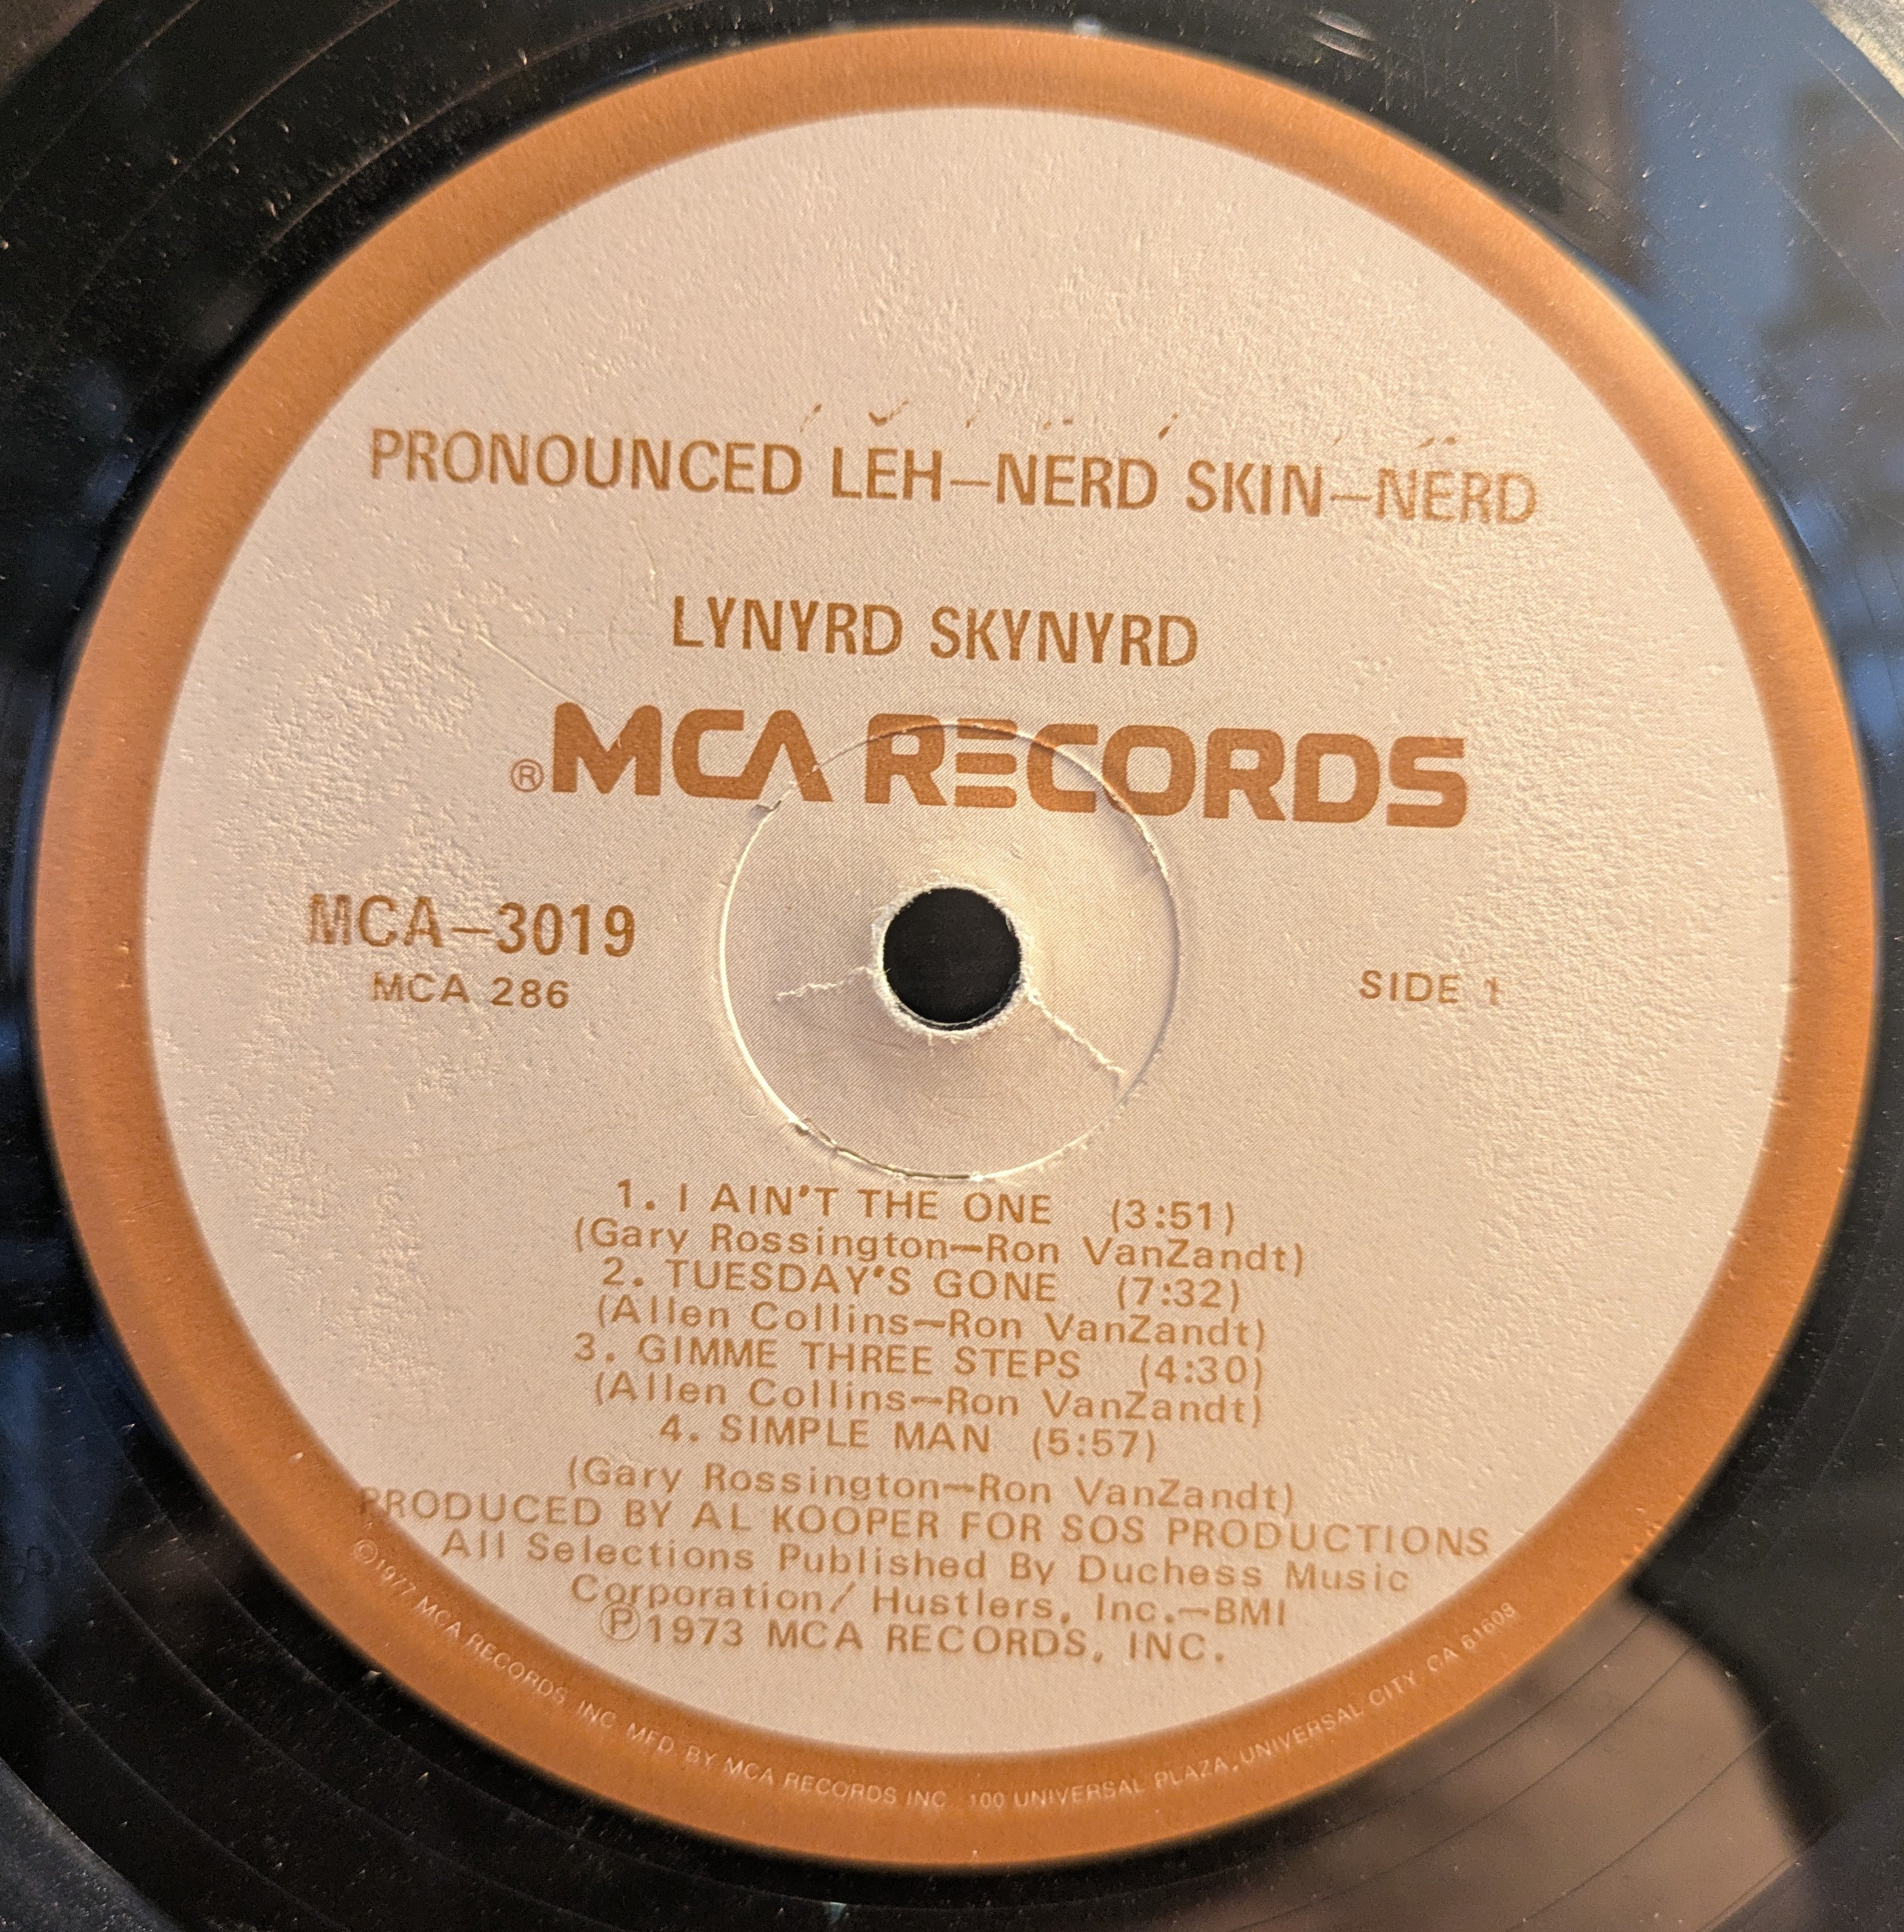 PRONOUNCED LEH–NERD SKIN–NERD
LYNYRD SKYNYRD
®MCA RECORDS
MCA–3019
MCA 286
SIDE 1
1. I AIN'T THE ONE (3:51)
(Gary Rossington—Ron VanZandt)
2. TUESDAY'S GONE (7:32)
(Allen Collins—Ron VanZandt)
3. GIMME THREE STEPS (4:30)
(Allen Collins—Ron VanZandt)
4. SIMPLE MAN (5:57)
(Gary Rossington—Ron VanZandt)
PRODUCED BY AL KOOPER FOR SOS PRODUCTIONS
All Selections Published By Duchess Music
Corporation/ Hustlers, Inc.—BMI
℗1973 MCA RECORDS, INC.
©1977 MCA RECORDS, INC. MFD. BY MCA RECORDS INC. 100 UNIVERSAL PLAZA, UNIVERSAL CITY, CA 61608